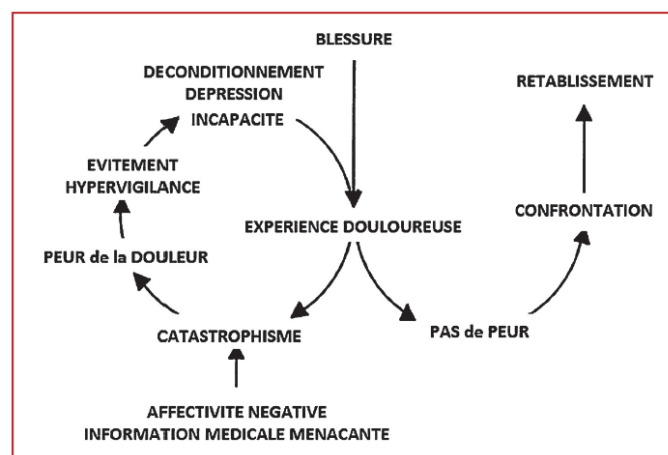 BLESSURE
DECONDITIONNEMENT
DEPRESSION
INCAPACITE
RETABLISSEMENT
EVITEMENT
HYPERVIGILANCE
CONFRONTATION
EXPERIENCE DOULOUREUSE
PEUR de la DOULEUR
CATASTROPHISME
PAS de PEUR
AFFECTIVITE NEGATIVE
INFORMATION MEDICALE MENACANTE